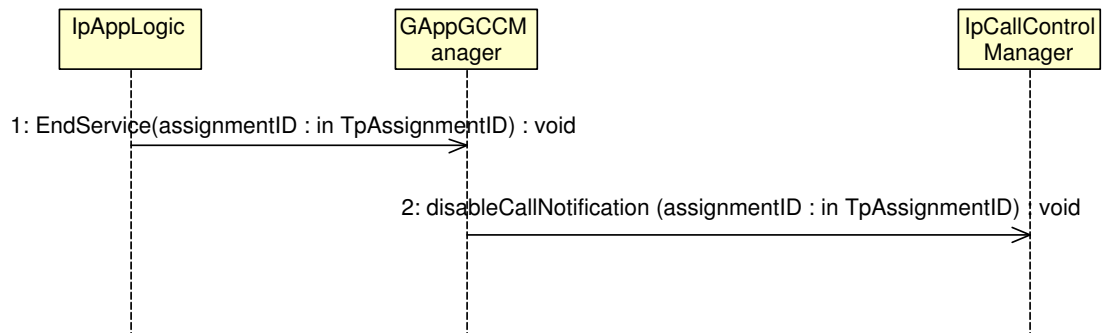 IpAppLogic
GAppGCCM
anager
IpCallControl
Manager
1: EndService(assignmentID : in TpAssignmentID) : void
2: disableCallNotification (assignmentID : in TpAssignmentID) : void